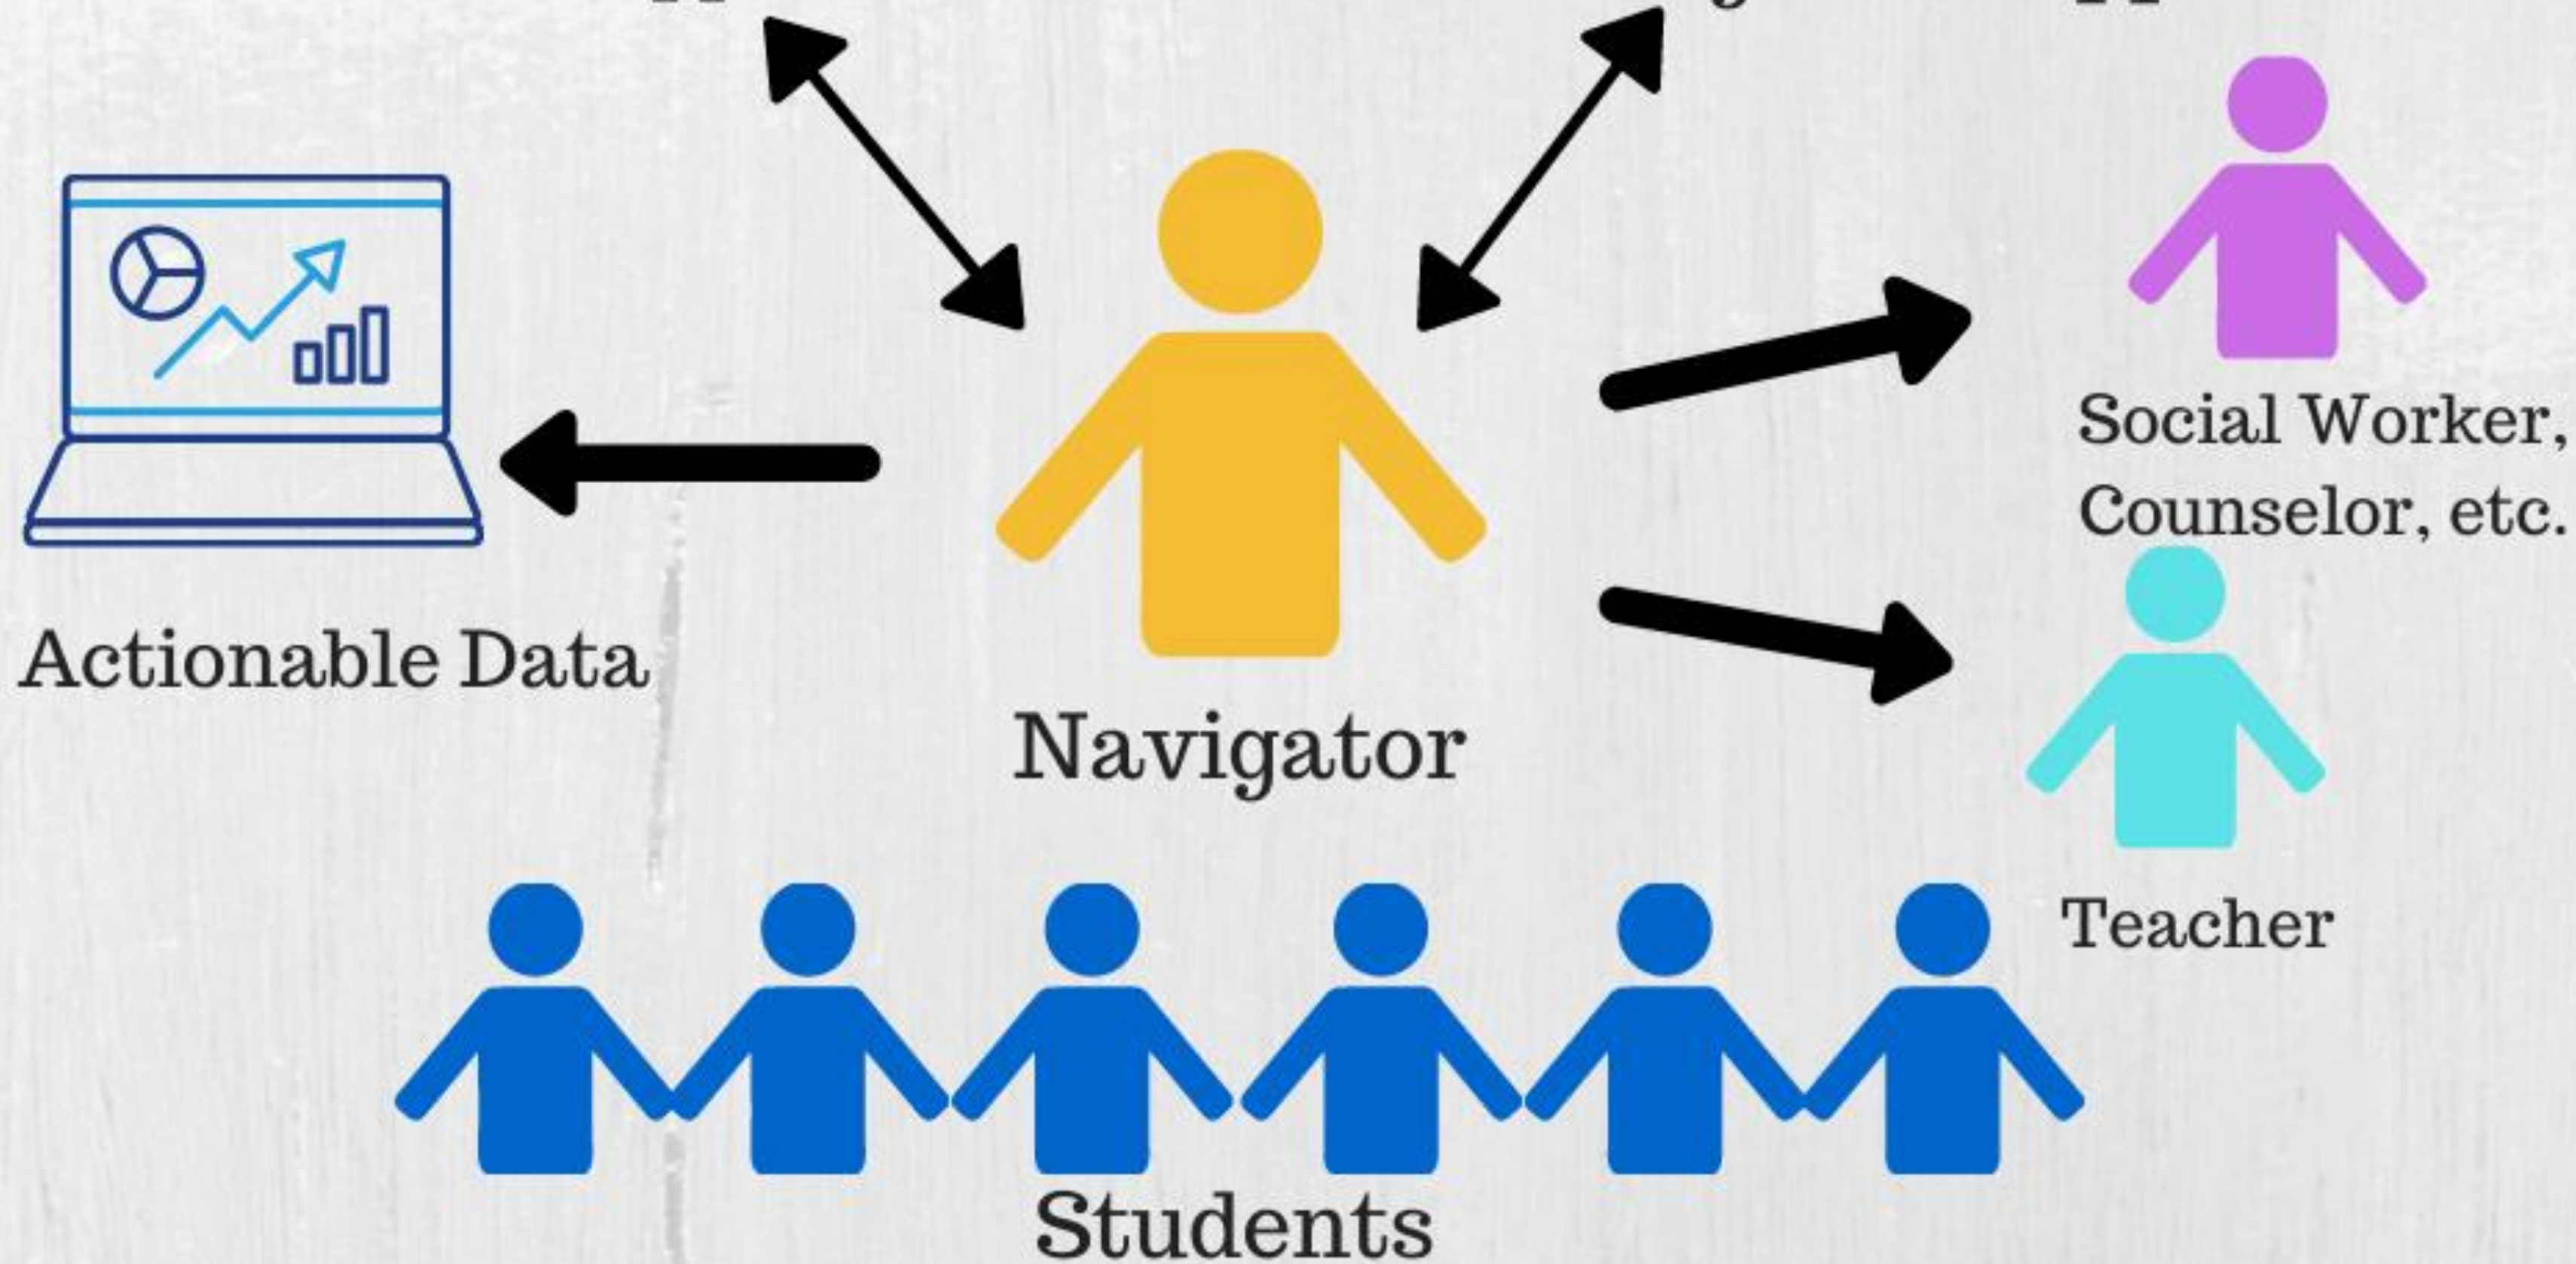 Social Worker,
Counselor, etc.
Actionable Data
Navigator
Teacher
Students